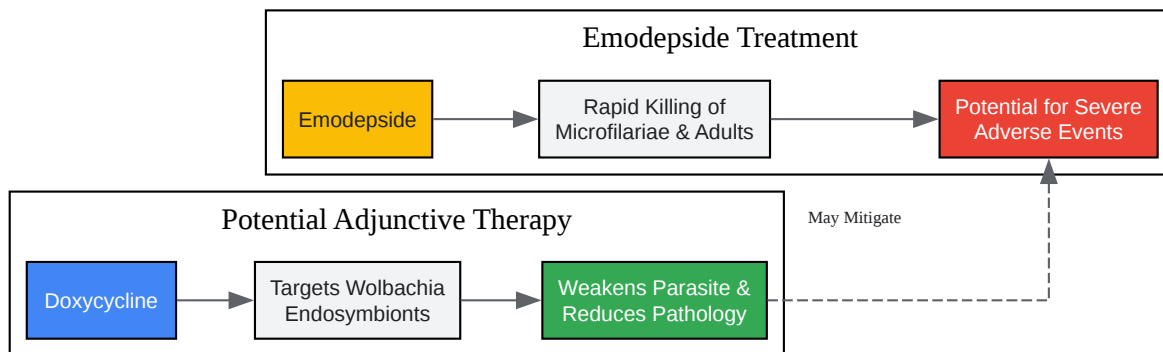 Emodepside Treatment
Emodepside
Rapid Killing of
Microfilariae & Adults
Potential for Severe
Adverse Events
Potential Adjunctive Therapy
May Mitigate
Doxycycline
Targets Wolbachia
Endosymbionts
Weakens Parasite &
Reduces Pathology